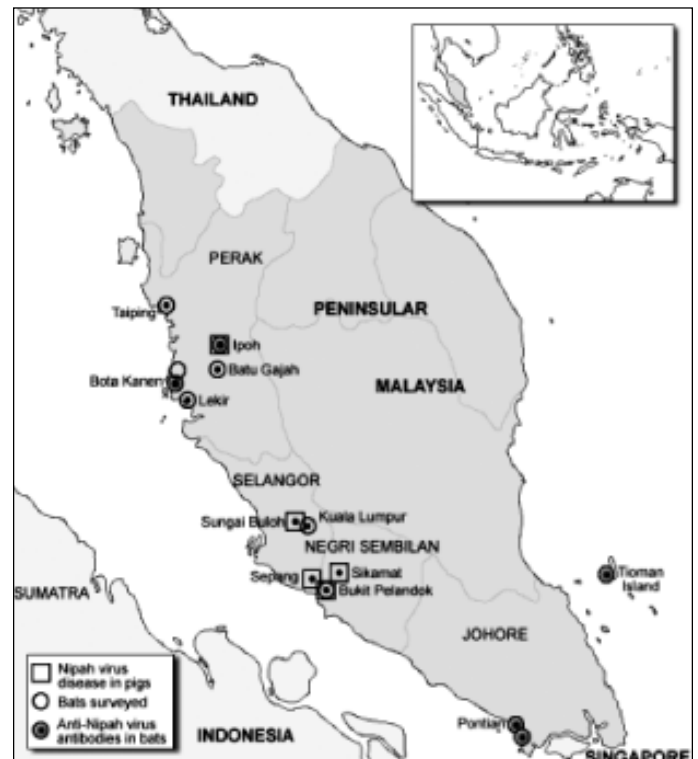 THAILAND
PERAK
Taiping
PENINSULAR
Ipoh
Batu Gajah
MALAYSIA
Bota Kanen
Lekir
SELANGOR
Sungai Buloh
Kuala Lumpur
NEGRI SEMBILAN
Sepang
Sikamat
Bukit Pelandok
Tioman
Island
SUMATRA
JOHORE
Nipah virus
disease in pigs
Bats surveyed
Anti-Nipah virus
antibodies in bats
INDONESIA
Pontian
SINGAPORE